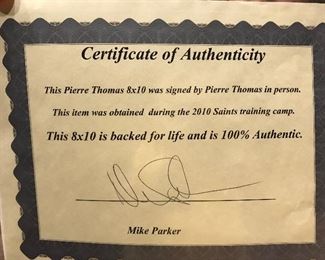 Certificate of Authenticity
This Pierre Thomas 8x10 was signed by Pierre Thomas in person.
This item was obtained during the 2010 Saints training camp.
This 8x10 is backed for life and is 100% Authentic.
Mike Parker